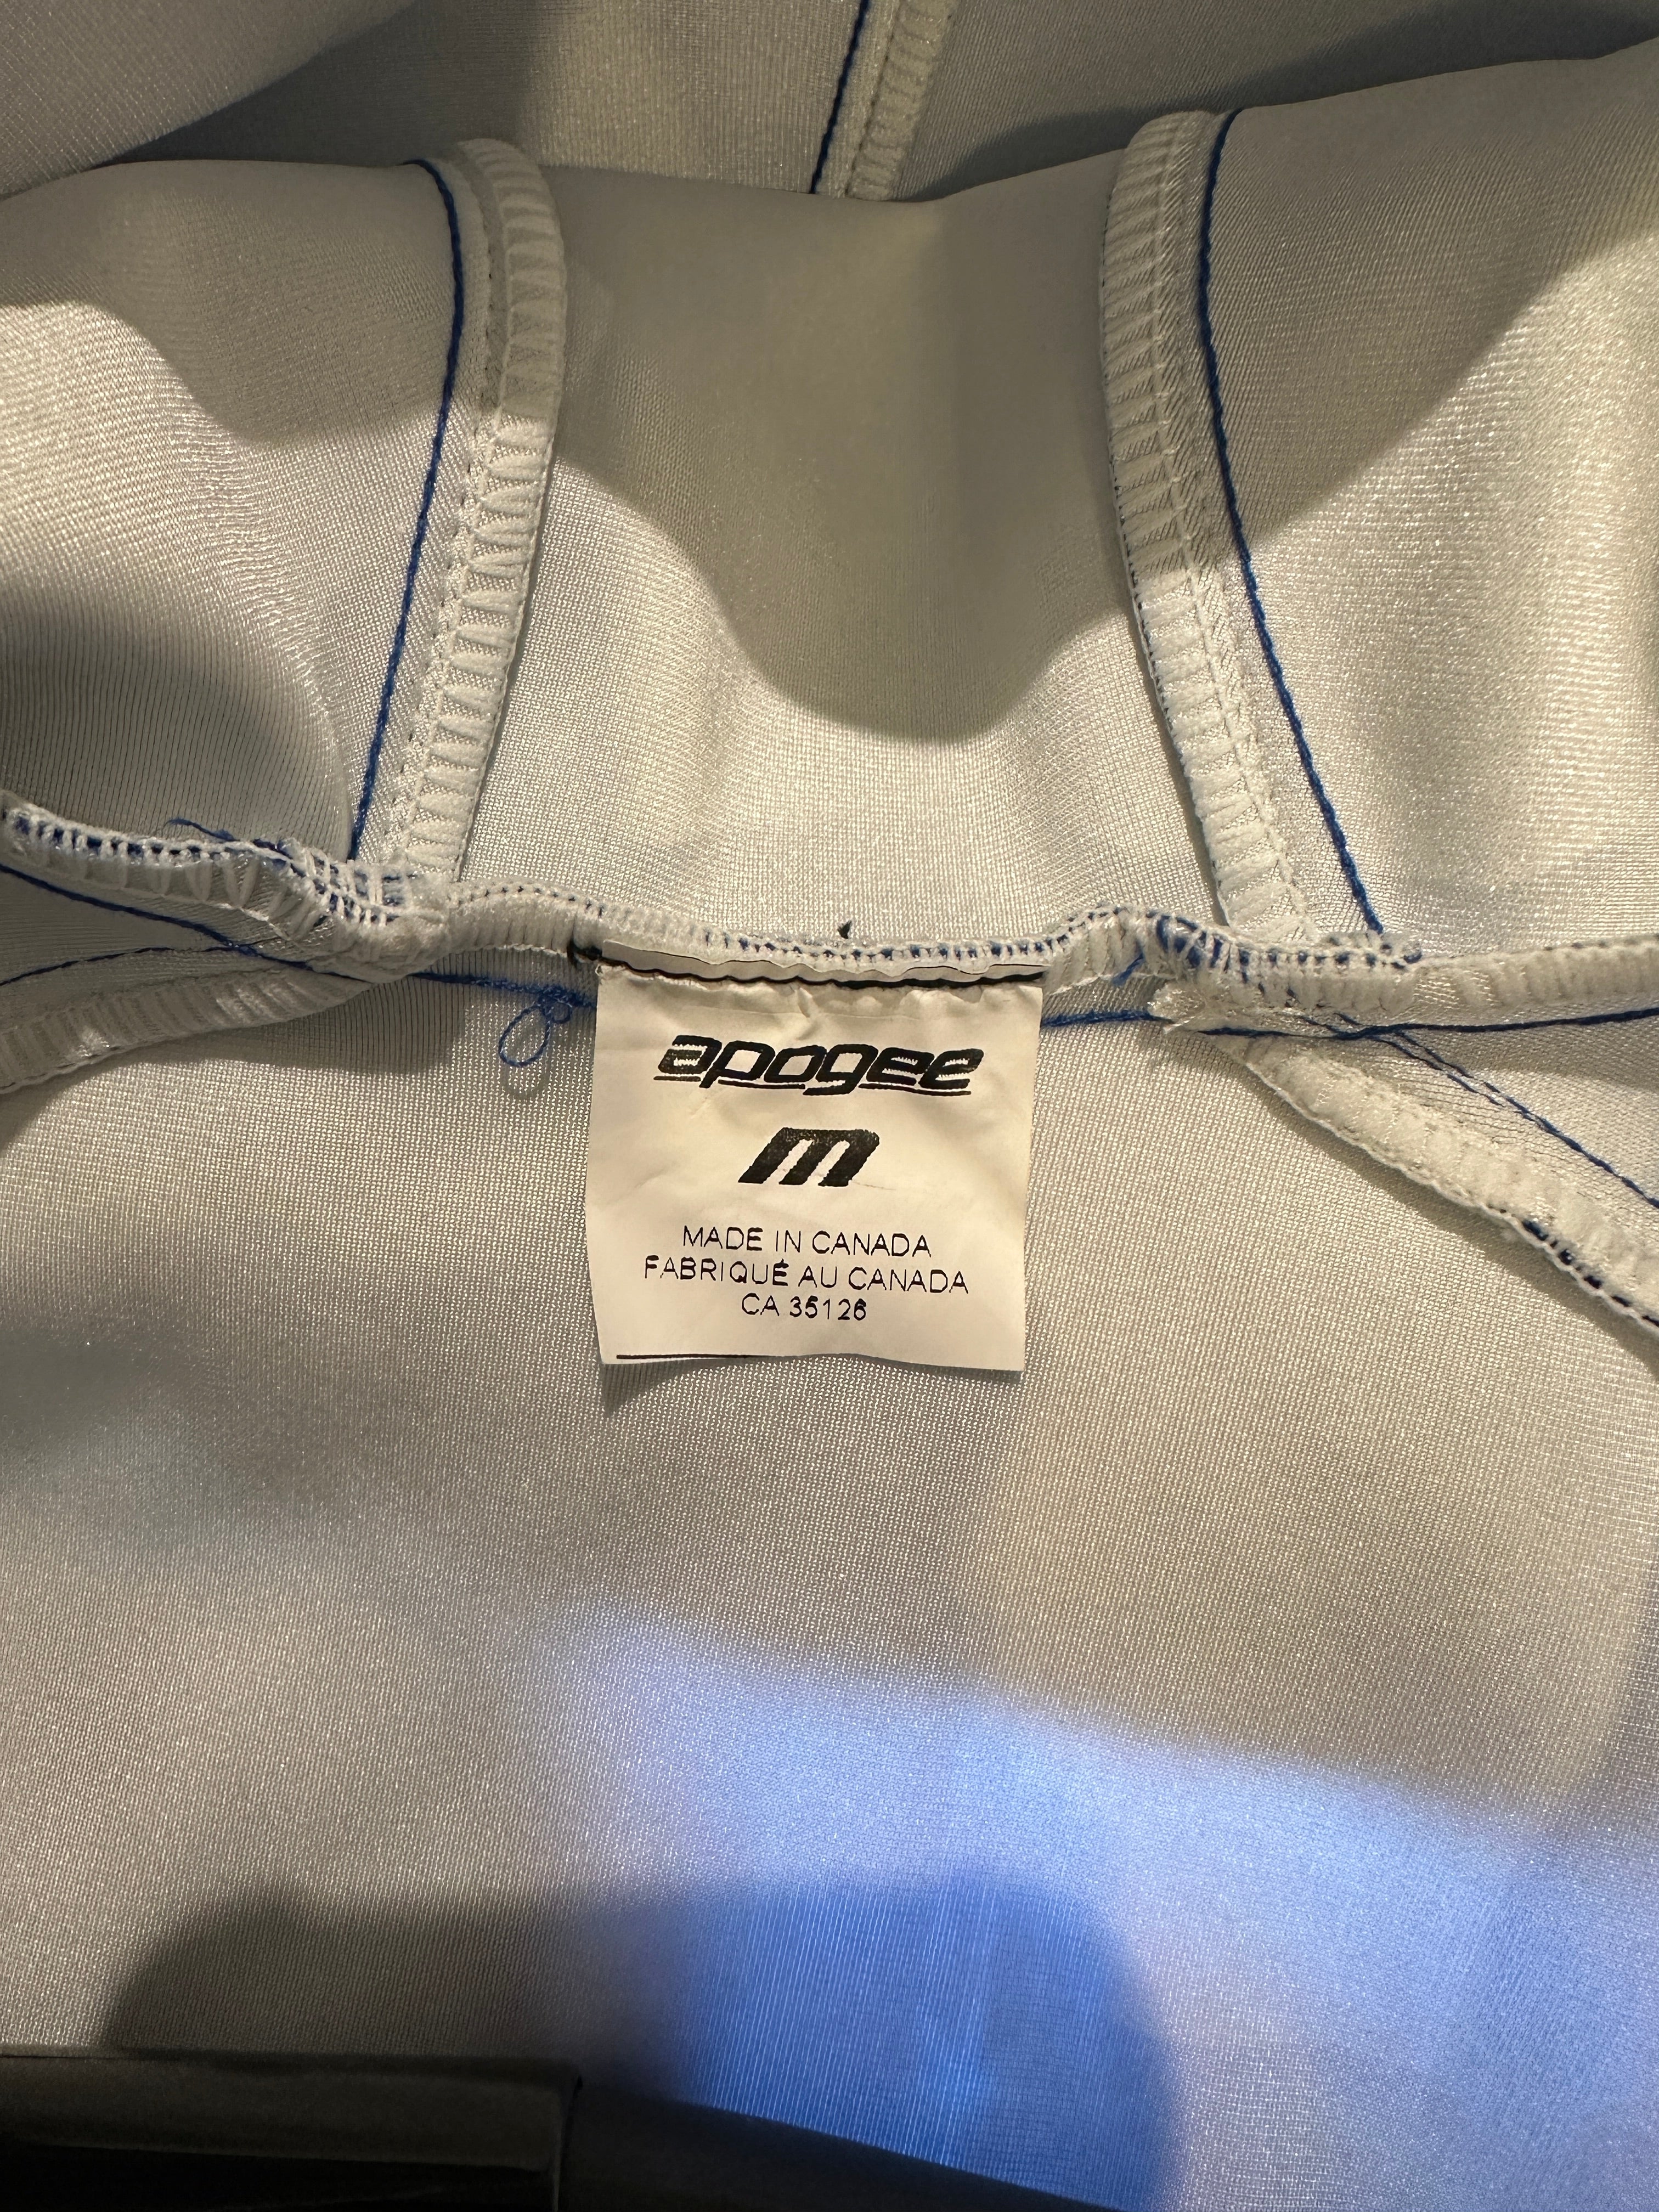 apogee
m
MADE IN CANADA
FABRIQUÉ AU CANADA
CA 35126